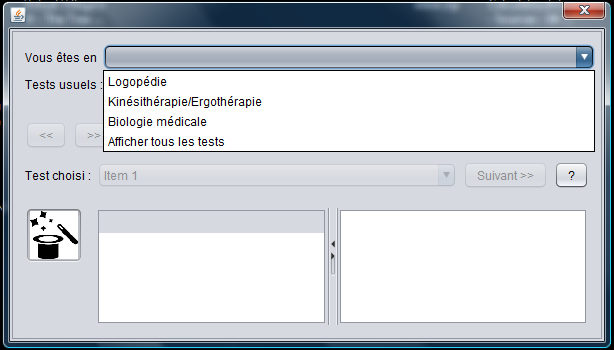 Vous êtes en
Tests usuels :
Logopédie
Kinésithérapie/Ergothérapie
Biologie médicale
Afficher tous les tests
<< >>
Test choisi : Item 1 Suivant >> ?